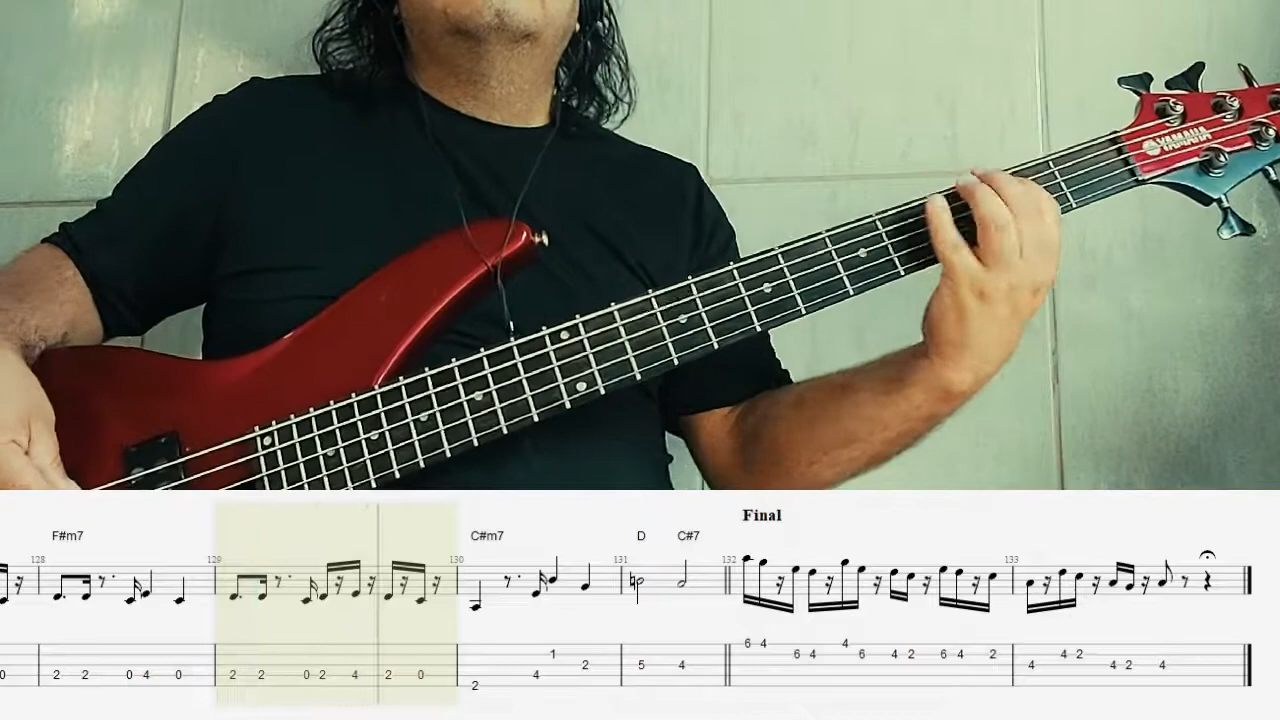 YAMAHA
Final
F#m7 C#m7 D C#7
128 129 130 131 132 133
6 4 4
1 6 4 6 4 2 6 4 2 4 2
5 4 2 4
0 2 2 0 4 0 2 2 0 2 4 2 0 4 4 2 4
2